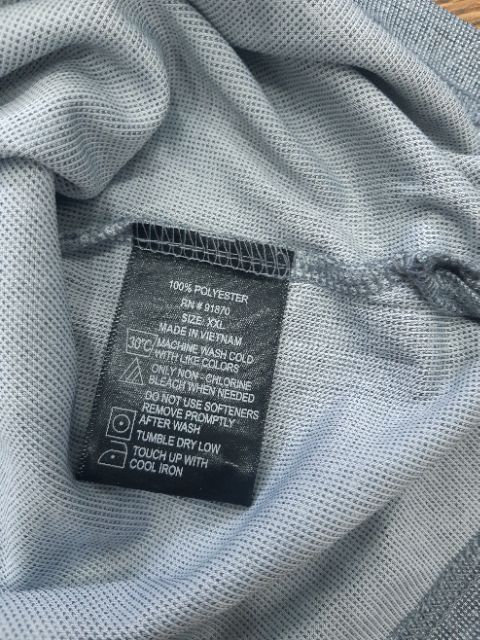 100% POLYESTER
RN # 91870
SIZE: XXL
MADE IN VIETNAM
30°C MACHINE WASH COLD
WITH LIKE COLORS
ONLY NON - CHLORINE
BLEACH WHEN NEEDED
DO NOT USE SOFTENERS
REMOVE PROMPTLY
AFTER WASH
TUMBLE DRY LOW
TOUCH UP WITH
COOL IRON